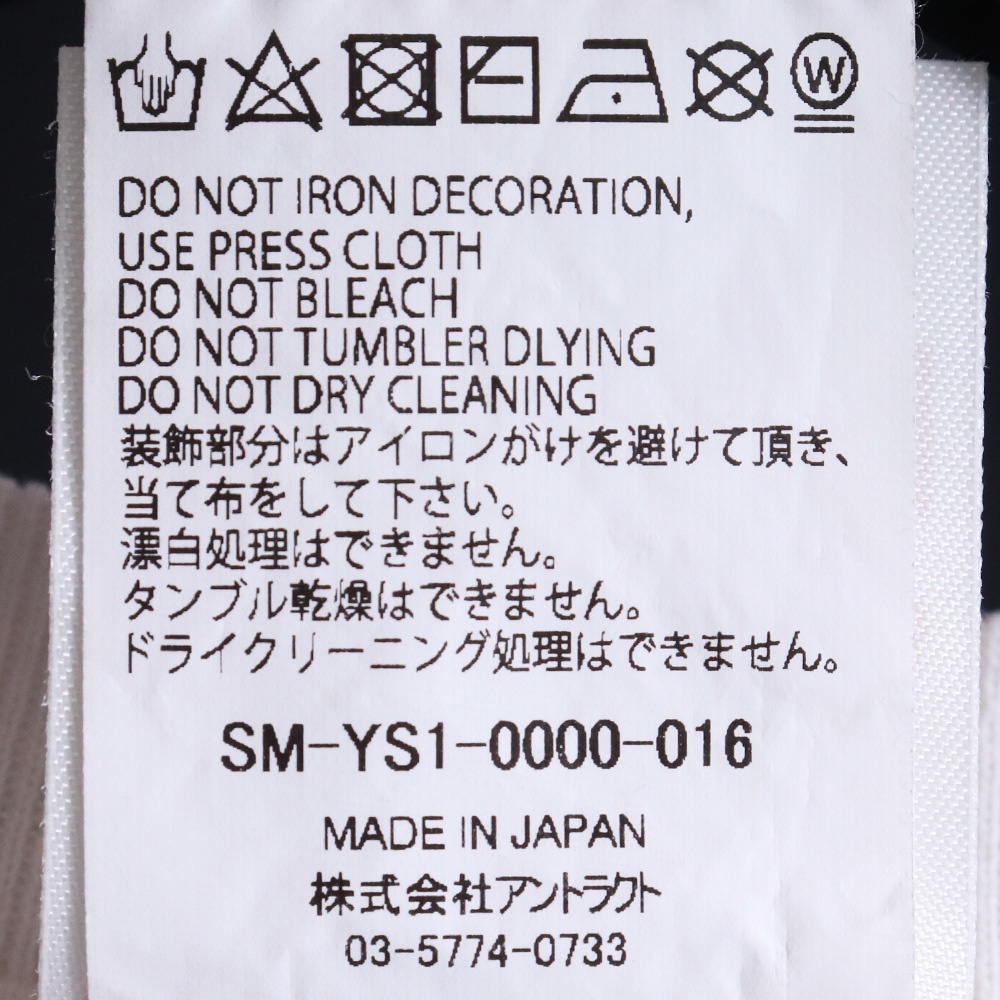 W
DO NOT IRON DECORATION,
USE PRESS CLOTH
DO NOT BLEACH
DO NOT TUMBLER DLYING
DO NOT DRY CLEANING
装飾部分はアイロンがけを避けて頂き、
当て布をして下さい。
漂白処理はできません。
タンブル乾燥はできません。
ドライクリーニング処理はできません。
SM-YS1-0000-016
MADE IN JAPAN
株式会社アントラクト
03-5774-0733